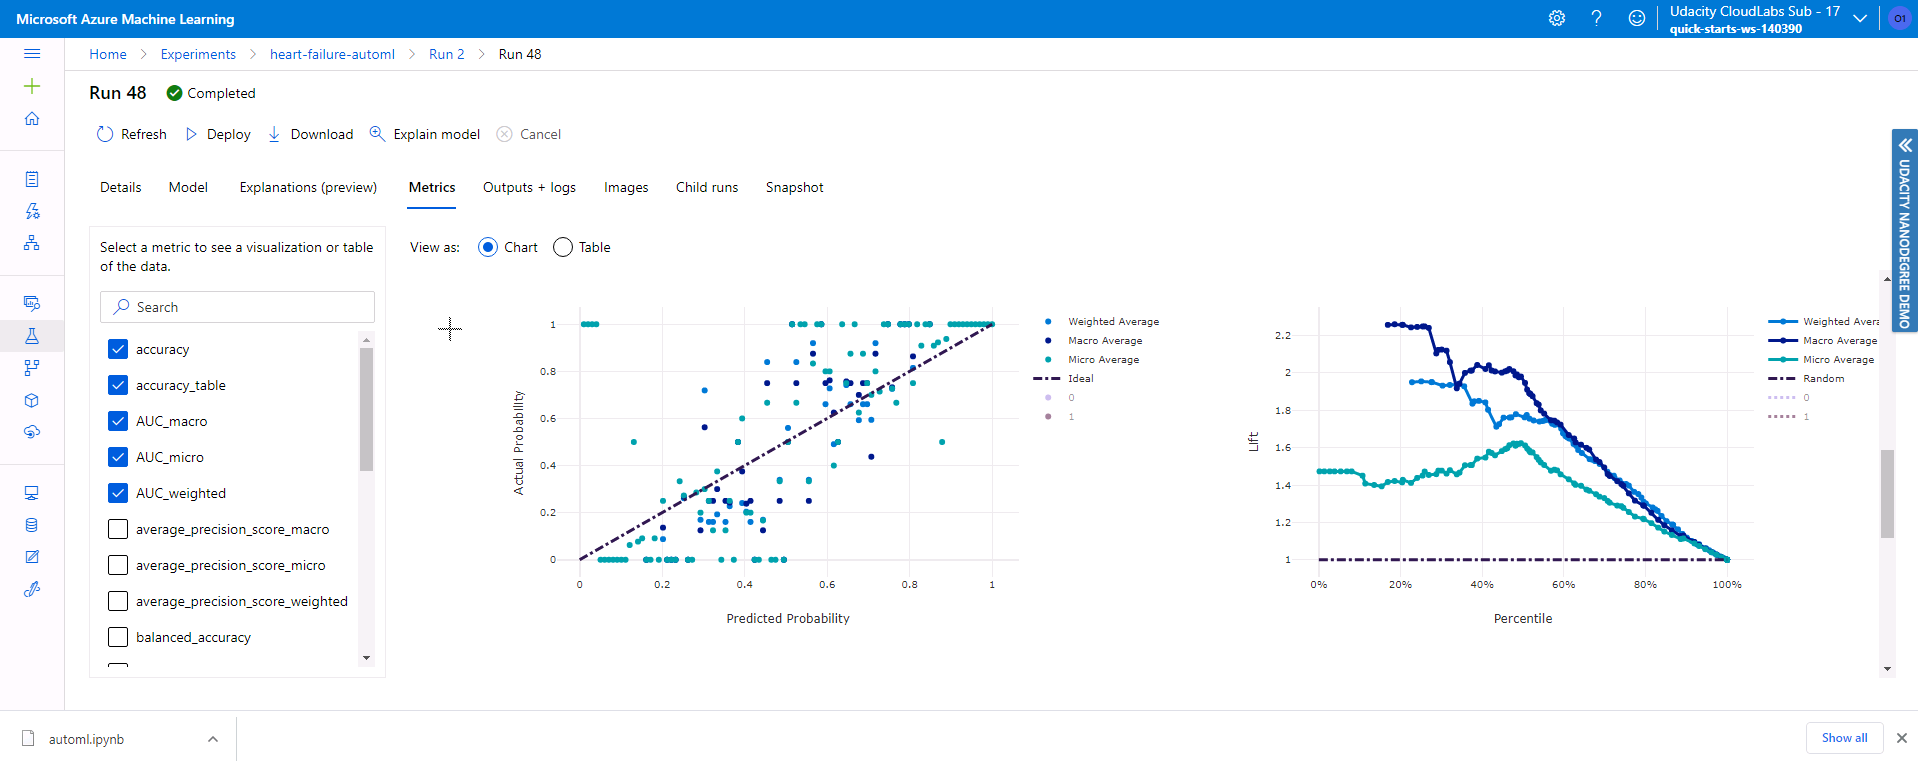 Microsoft Azure Machine Learning
Udacity CloudLabs Sub - 17
quick-starts-ws-140390
O1
Home > Experiments > heart-failure-automl > Run 2 > Run 48
Run 48 Completed
Refresh Deploy Download Explain model Cancel
Details Model Explanations (preview) Metrics Outputs + logs Images Child runs Snapshot
UDACITY NANODEGREE DEMO
Select a metric to see a visualization or table
of the data.
Search
accuracy
accuracy_table
AUC_macro
AUC_micro
AUC_weighted
average_precision_score_macro
average_precision_score_micro
average_precision_score_weighted
balanced_accuracy
View as: Chart Table
Actual Probability
1
0.8
0.6
0.4
0.2
0
0 0.2 0.4 0.6 0.8 1
Predicted Probability
Weighted Average
Macro Average
Micro Average
Ideal
0
1
Lift
2.2
2
1.8
1.6
1.4
1.2
1
0% 20% 40% 60% 80% 100%
Percentile
Weighted Avera
Macro Average
Micro Average
Random
0
1
automl.ipynb
Show all